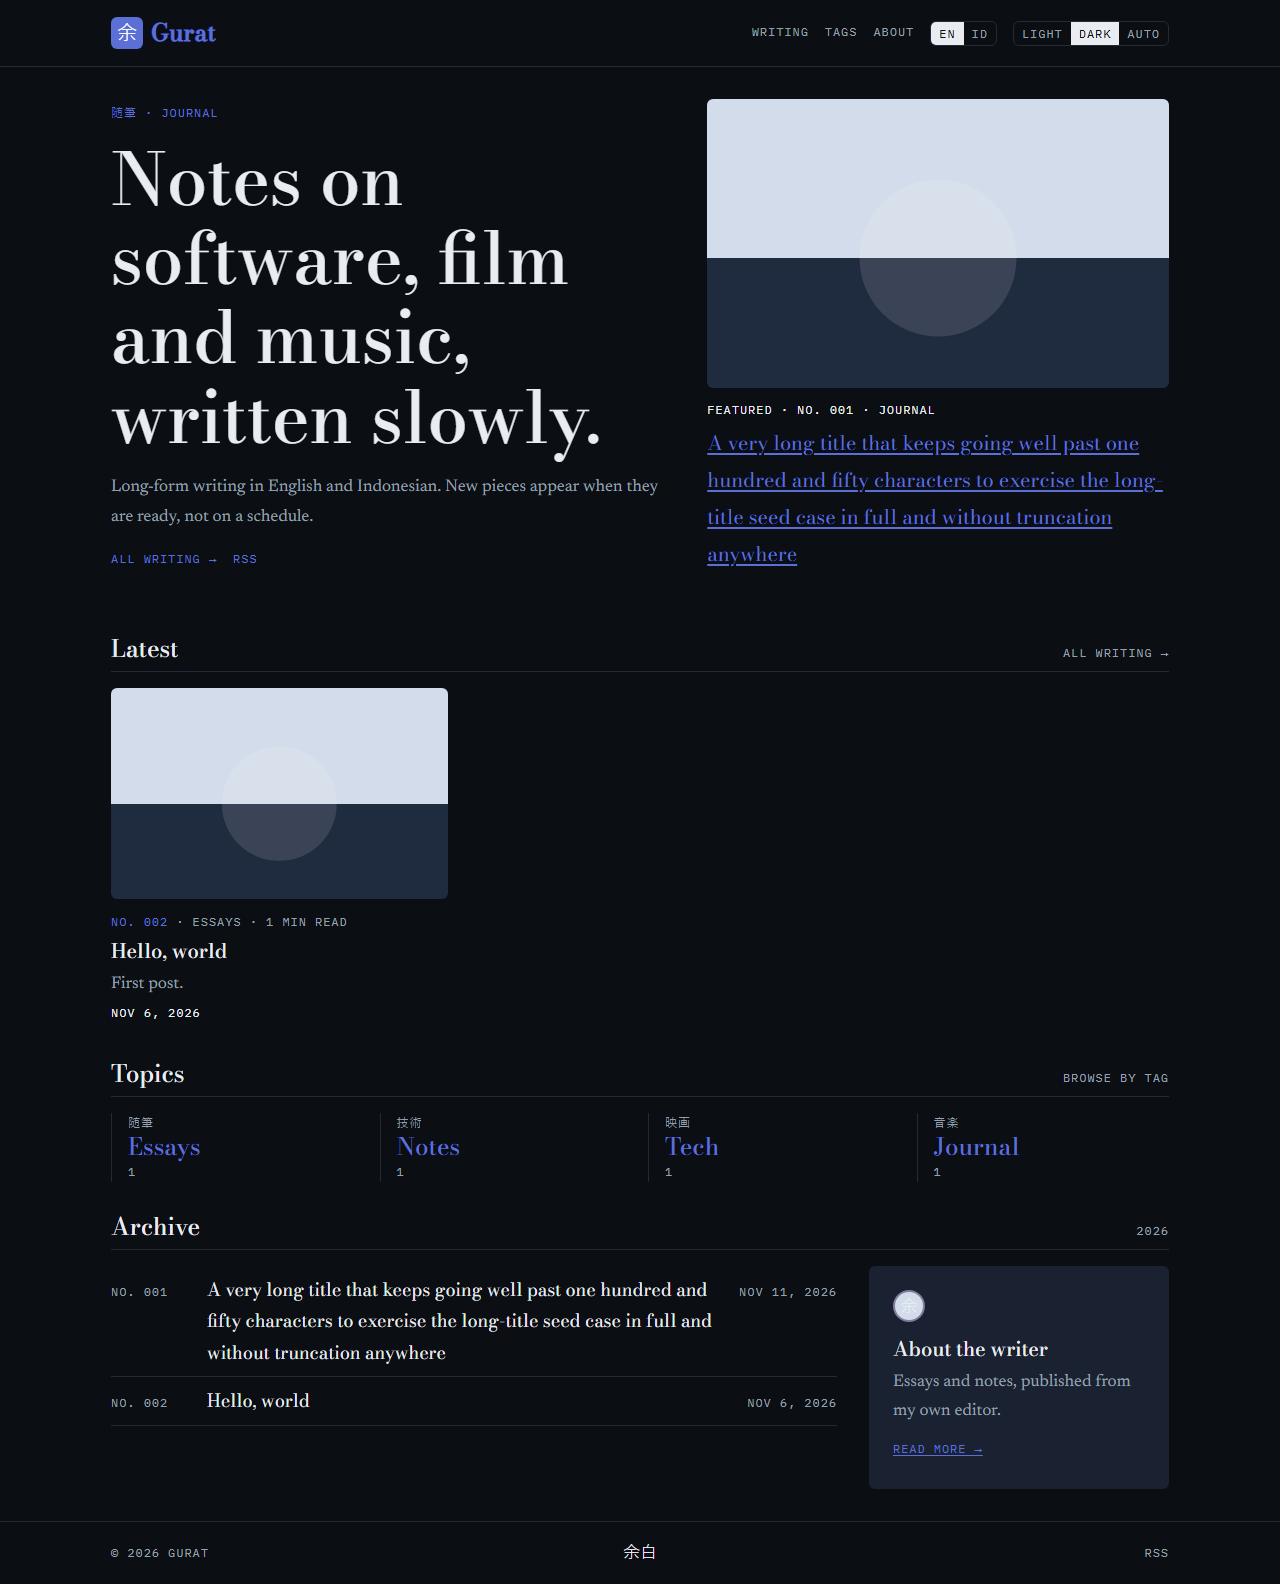 余 Gurat
WRITING TAGS ABOUT EN ID LIGHT DARK AUTO
随筆 · JOURNAL
Notes on
software, film
and music,
written slowly.
Long-form writing in English and Indonesian. New pieces appear when they
are ready, not on a schedule.
ALL WRITING → RSS
FEATURED · NO. 001 · JOURNAL
A very long title that keeps going well past one
hundred and fifty characters to exercise the long-
title seed case in full and without truncation
anywhere
Latest
ALL WRITING →
NO. 002 · ESSAYS · 1 MIN READ
Hello, world
First post.
NOV 6, 2026
Topics
BROWSE BY TAG
随筆
Essays
1
技術
Notes
1
映画
Tech
1
音楽
Journal
1
Archive
2026
NO. 001
A very long title that keeps going well past one hundred and
fifty characters to exercise the long-title seed case in full and
without truncation anywhere
NOV 11, 2026
NO. 002
Hello, world
NOV 6, 2026
余
About the writer
Essays and notes, published from
my own editor.
READ MORE →
© 2026 GURAT
余白
RSS